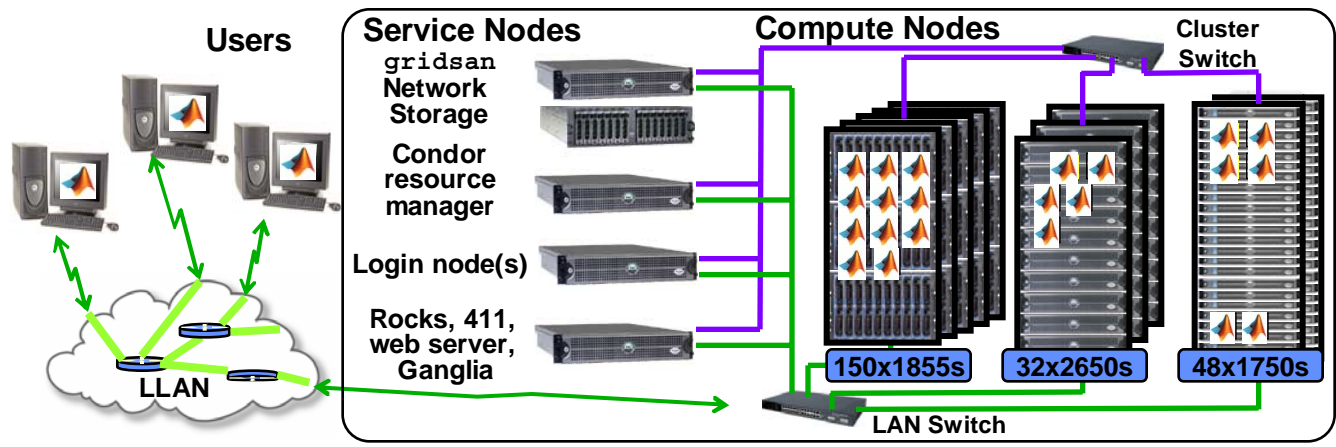 Users
Service Nodes
Compute Nodes
Cluster
Switch
gridsan
Network
Storage
Condor
resource
manager
Login node(s)
Rocks, 411,
web server,
Ganglia
LLAN
150x1855s
32x2650s
48x1750s
LAN Switch